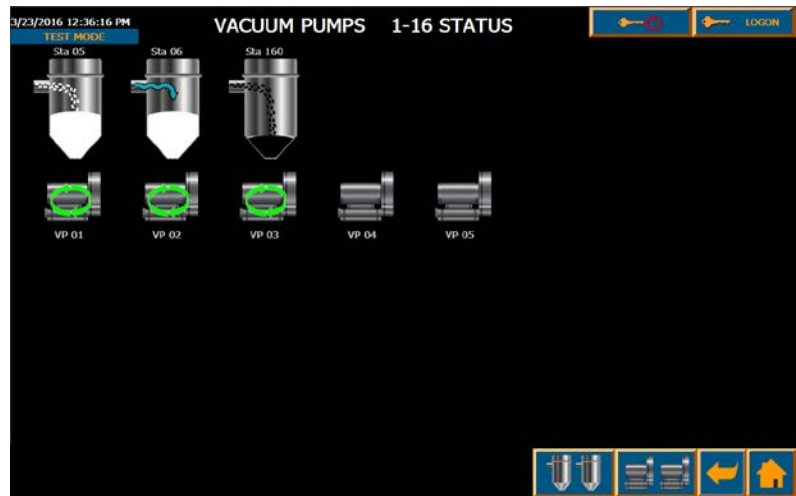 3/23/2016 12:36:16 PM
VACUUM PUMPS 1-16 STATUS
LOGON
TEST MODE
Sta 05
Sta 06
Sta 160
VP 01
VP 02
VP 03
VP 04
VP 05